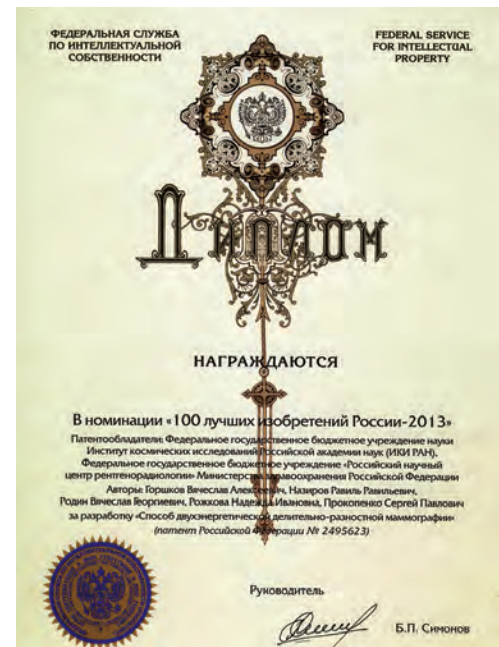 ФЕДЕРАЛЬНАЯ СЛУЖБА
ПО ИНТЕЛЛЕКТУАЛЬНОЙ
СОБСТВЕННОСТИ
FEDERAL SERVICE
FOR INTELLECTUAL
PROPERTY
Диплом
НАГРАЖДАЮТСЯ
В номинации «100 лучших изобретений России-2013»
Патентообладатели: Федеральное государственное бюджетное учреждение науки
Институт космических исследований Российской академии наук (ИКИ РАН),
Федеральное государственное бюджетное учреждение «Российский научный
центр рентгенорадиологии» Министерства здравоохранения Российской Федерации
Авторы: Горшков Вячеслав Алексеевич, Назиров Равиль Равильевич,
Родин Вячеслав Георгиевич, Рожкова Надежда Ивановна, Прокопенко Сергей Павлович
за разработку «Способ двухэнергетической делительно-разностной маммографии»
(патент Российской Федерации № 2495623)
Руководитель
Б.П. Симонов